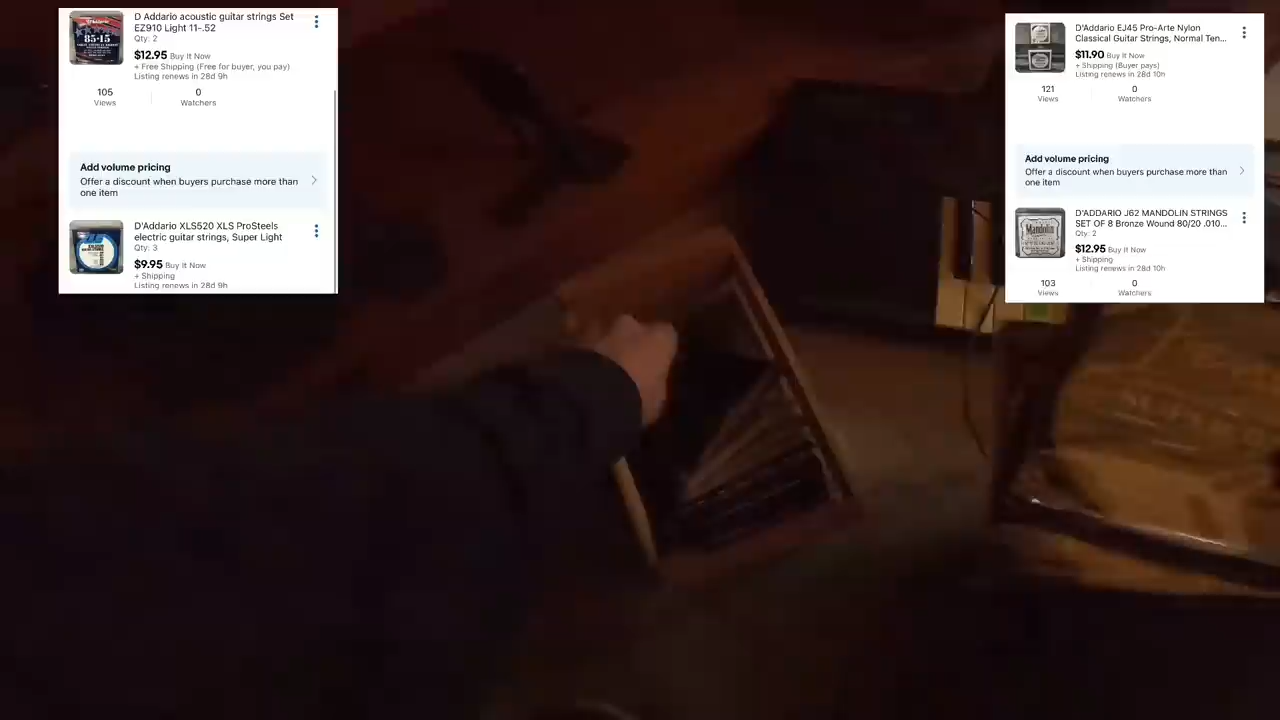 D Addario acoustic guitar strings Set
EZ910 Light 11-.52
Qty: 2
$12.95 Buy It Now
+ Free Shipping (Free for buyer, you pay)
Listing renews in 28d 9h
105
Views
0
Watchers
Add volume pricing
Offer a discount when buyers purchase more than
one item
D'Addario XLS520 XLS ProSteels
electric guitar strings, Super Light
Qty: 3
$9.95 Buy It Now
+ Shipping
Listing renews in 28d 9h
85-15
D'Addario EJ45 Pro-Arte Nylon
Classical Guitar Strings, Normal Ten...
$11.90 Buy It Now
+ Shipping (Buyer pays)
Listing renews in 28d 10h
121
Views
0
Watchers
Add volume pricing
Offer a discount when buyers purchase more than
one item
D'ADDARIO J62 MANDOLIN STRINGS
SET OF 8 Bronze Wound 80/20 .010...
Qty: 2
$12.95 Buy It Now
+ Shipping
Listing renews in 28d 10h
103
Views
0
Watchers
Mandolin